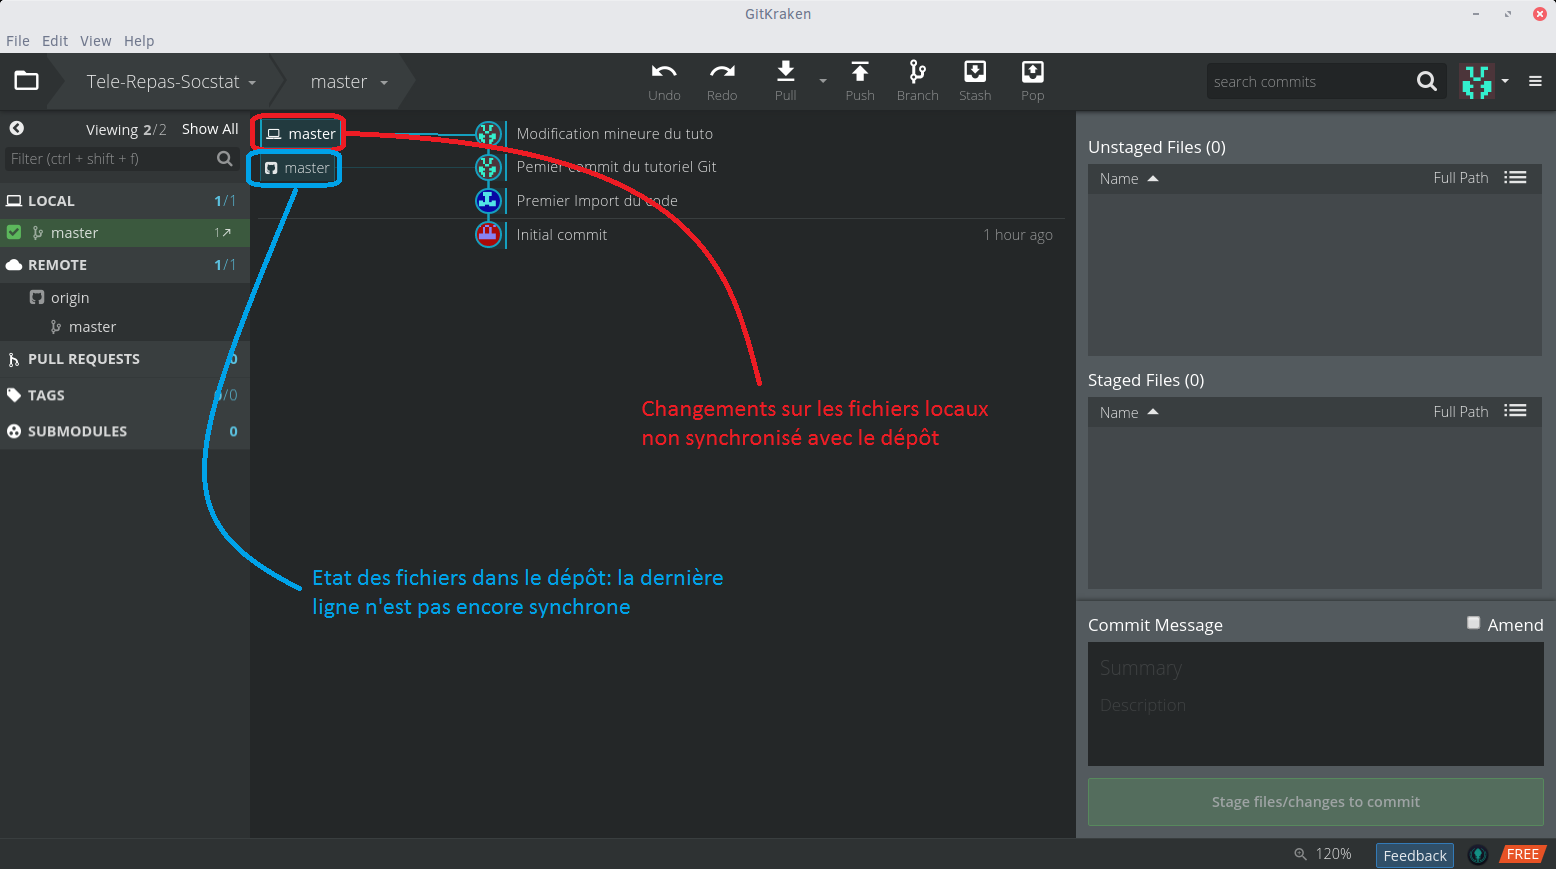 GitKraken
File Edit View Help
Tele-Repas-Socstat master
Undo Redo Pull Push Branch Stash Pop
search commits
Viewing 2/2 Show All
Filter (ctrl + shift + f)
LOCAL 1/1
master 1
REMOTE 1/1
origin
master
PULL REQUESTS 0
TAGS 0/0
SUBMODULES 0
master Modification mineure du tuto
master Pemier commit du tutoriel Git
Premier Import du code
Initial commit 1 hour ago
Changements sur les fichiers locaux
non synchronisé avec le dépôt
Etat des fichiers dans le dépôt: la dernière
ligne n'est pas encore synchrone
Unstaged Files (0)
Name Full Path
Staged Files (0)
Name Full Path
Commit Message Amend
Summary
Description
Stage files/changes to commit
120% Feedback FREE